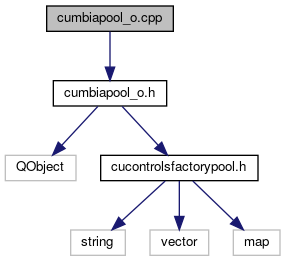 cumbiapool_o.cpp
cumbiapool_o.h
QObject
cucontrolsfactorypool.h
string
vector
map